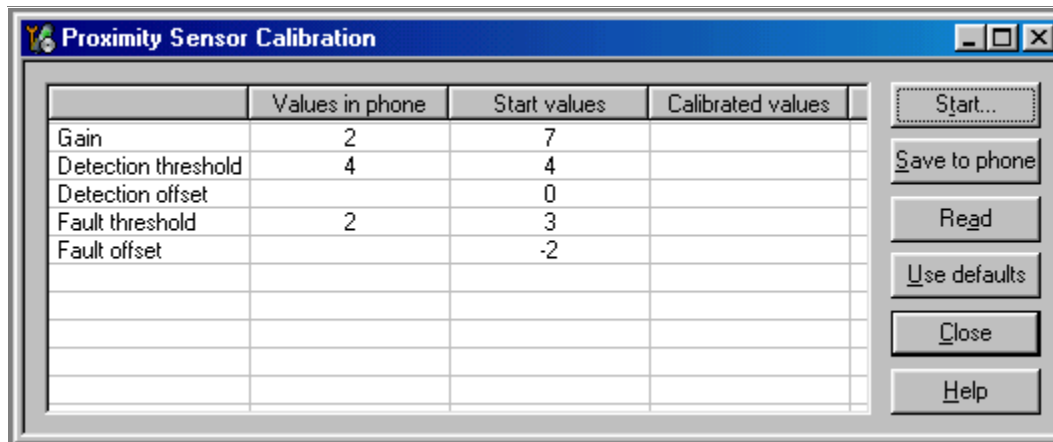 Proximity Sensor Calibration
Values in phone Start values Calibrated values
Gain 2 7
Detection threshold 4 4
Detection offset 0
Fault threshold 2 3
Fault offset -2
Start...
Save to phone
Read
Use defaults
Close
Help